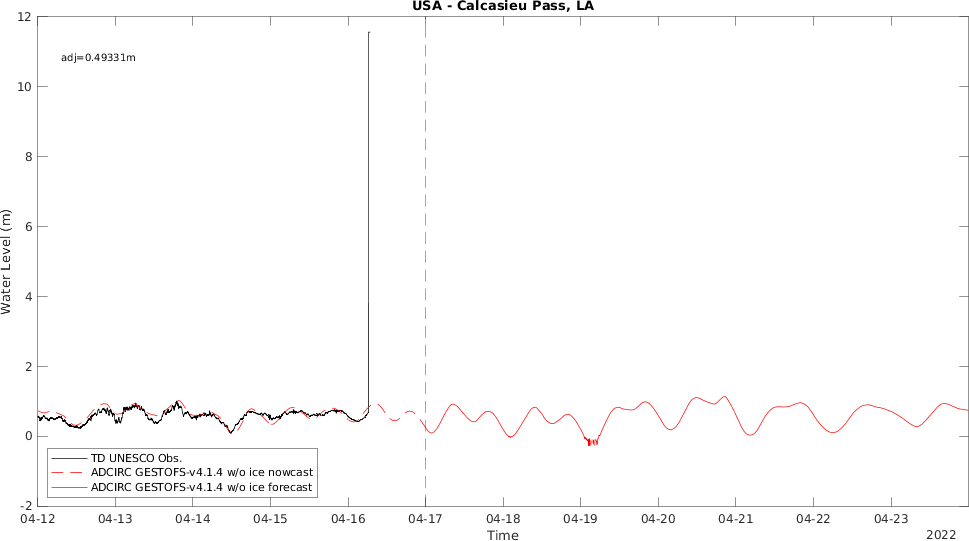 USA - Calcasieu Pass, LA
12
adj=0.49331m
10
8
6
4
2
0
-2
Water Level (m)
TD UNESCO Obs.
ADCIRC GESTOFS-v4.1.4 w/o ice nowcast
ADCIRC GESTOFS-v4.1.4 w/o ice forecast
04-12 04-13 04-14 04-15 04-16 04-17 04-18 04-19 04-20 04-21 04-22 04-23
Time
2022